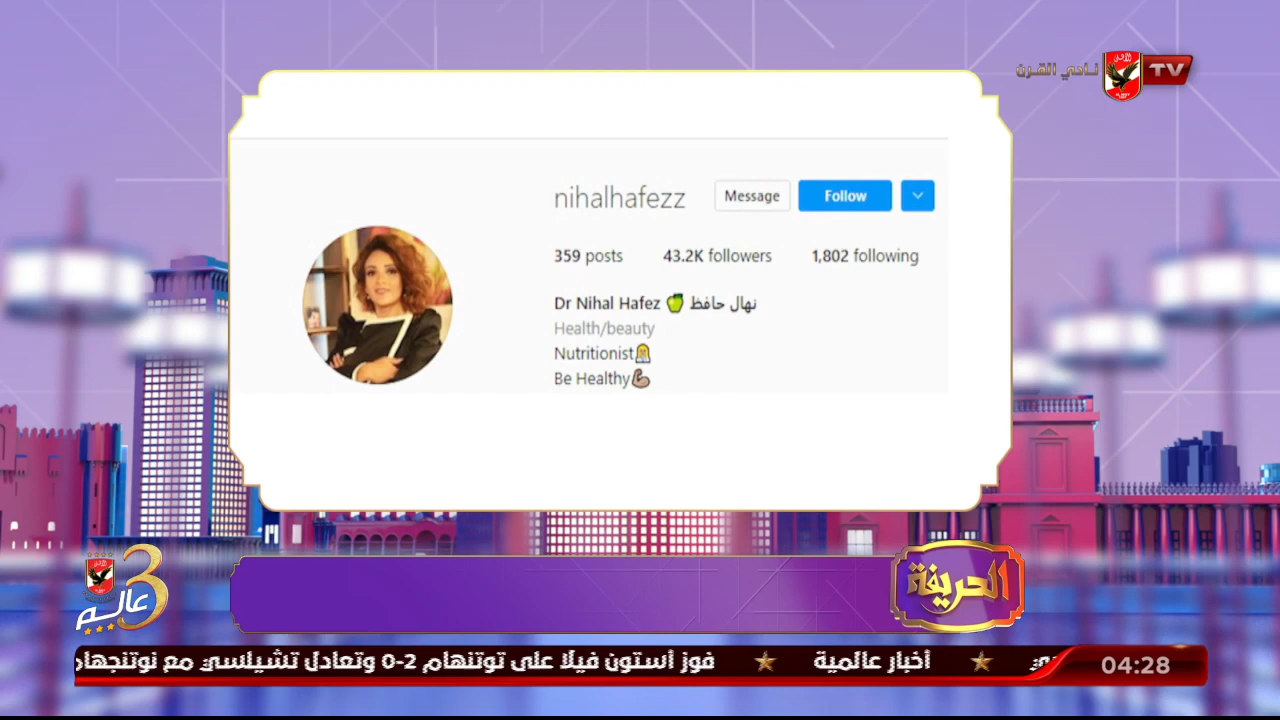 نادي القرن
TV
nihalhafezz
Message
Follow
359 posts 43.2K followers 1,802 following
Dr Nihal Hafez 🍏 نهال حافظ
Health/beauty
Nutritionist👩‍🔬
Be Healthy💪🏽
3
عالم
الحريفة
أخبار عالمية ★ فوز أستون فيلا على توتنهام 2-0 وتعادل تشيلسي مع
04:28